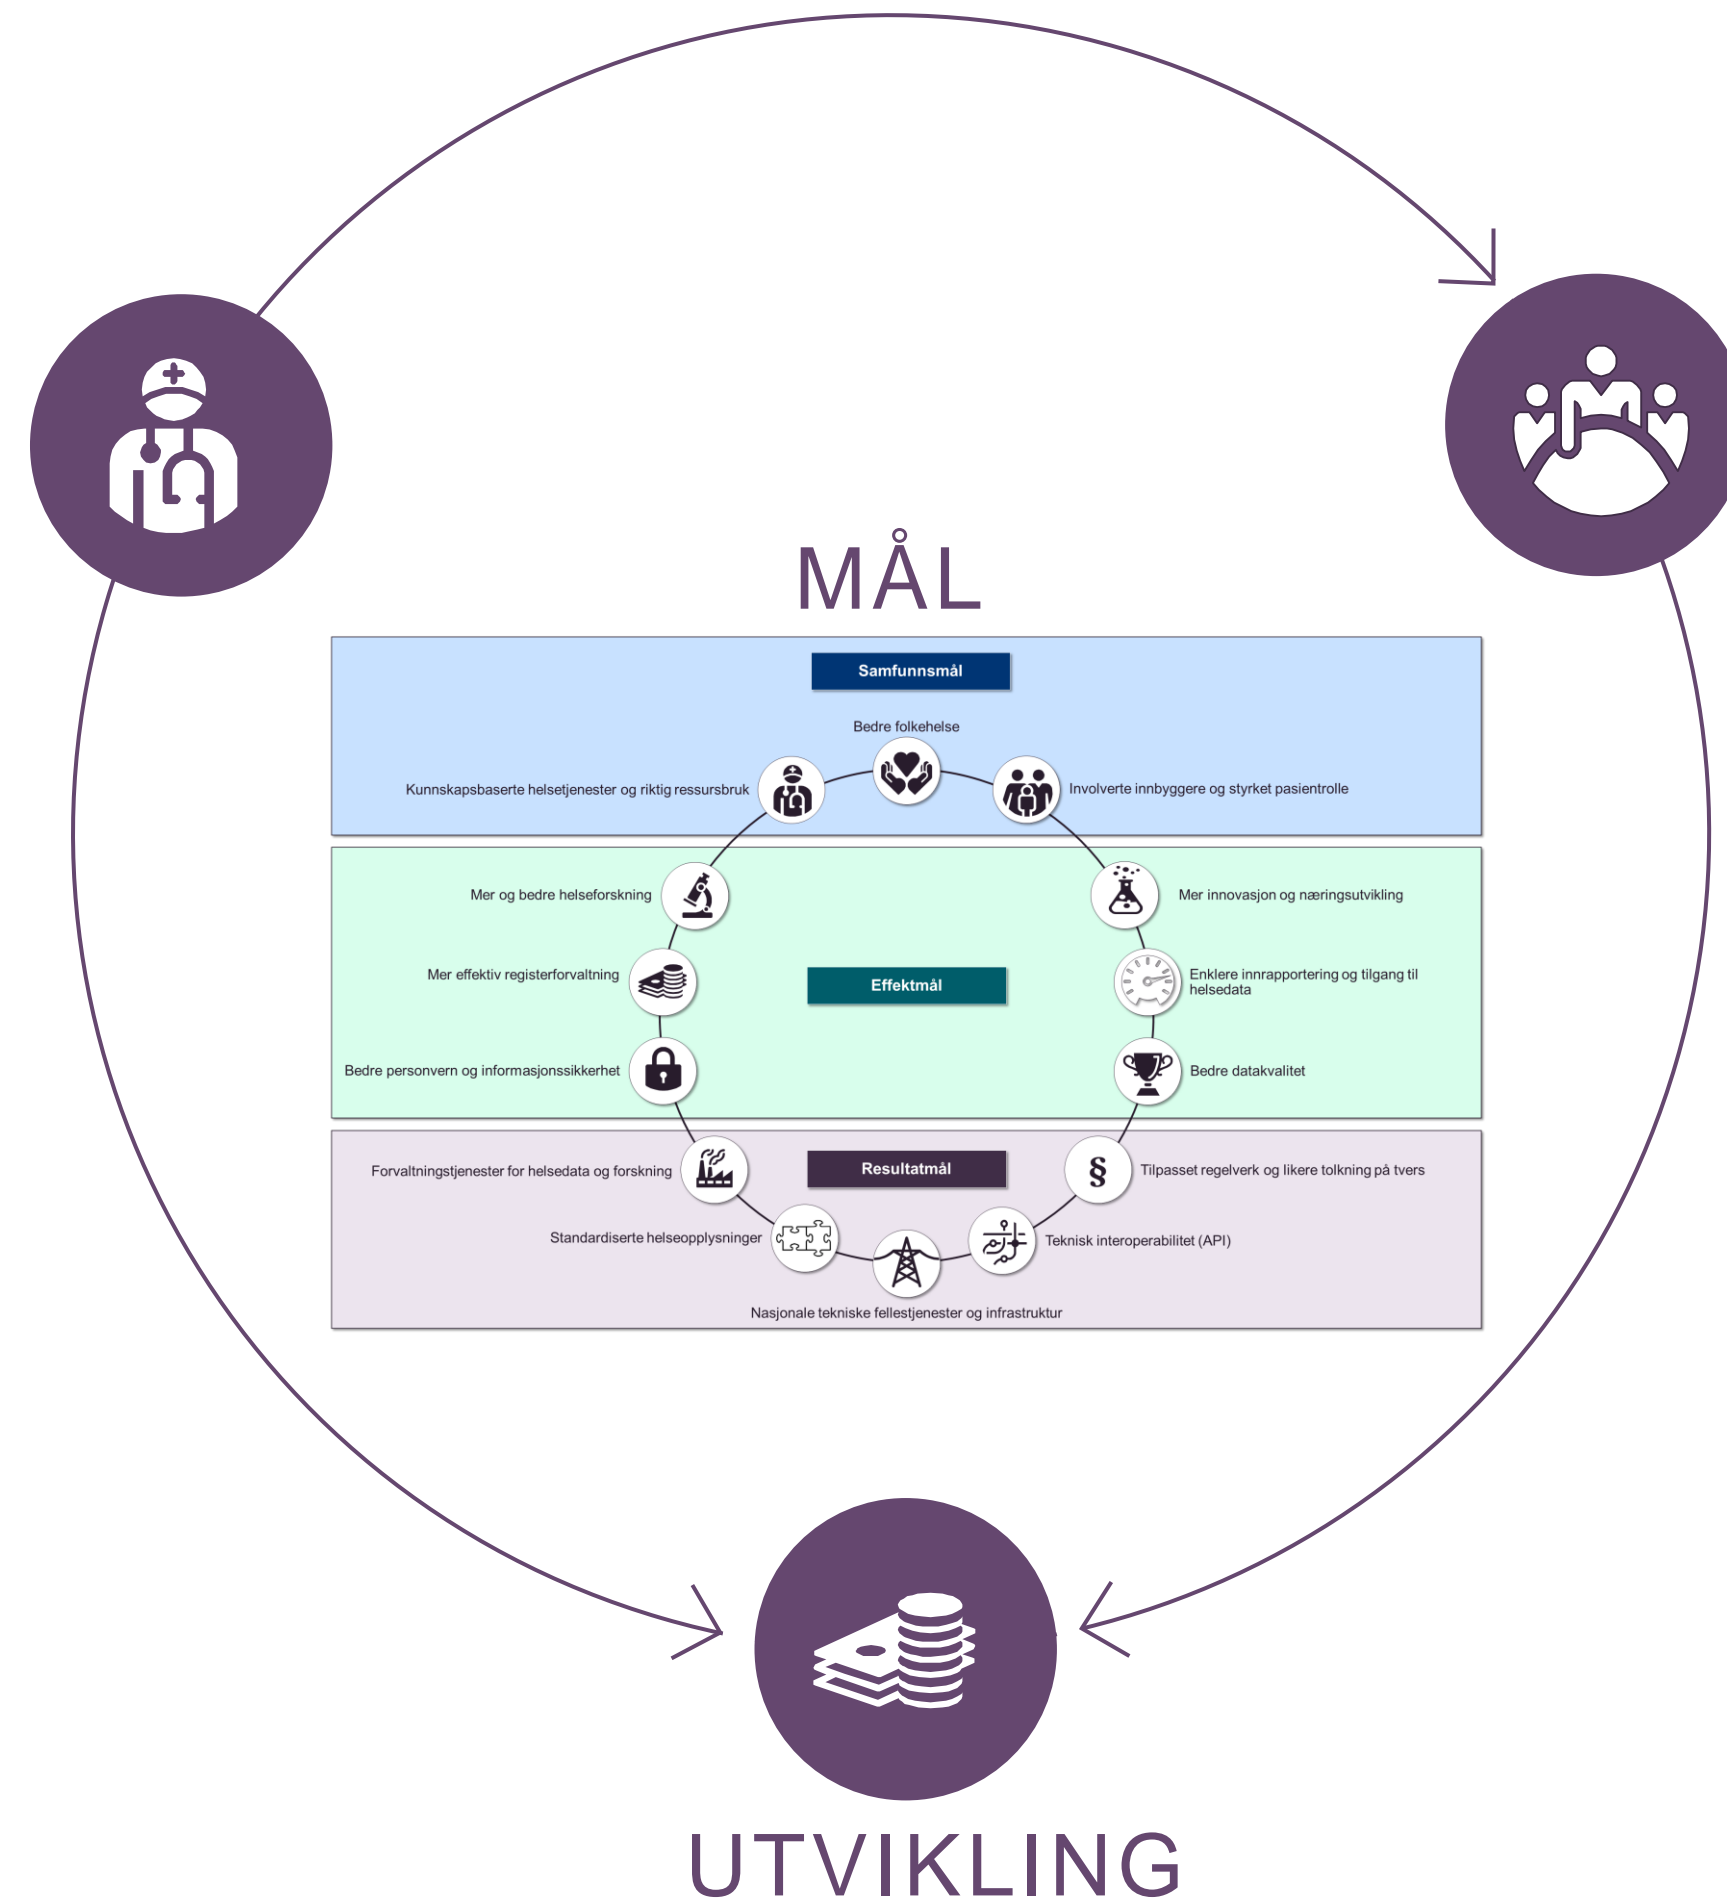 MÅL
Samfunnsmål
Bedre folkehelse
Kunnskapsbaserte helsetjenester og riktig ressursbruk
Involverte innbyggere og styrket pasientrolle
Mer og bedre helseforskning
Mer innovasjon og næringsutvikling
Mer effektiv registerforvaltning
Effektmål
Enklere innrapportering og tilgang til
helsedata
Bedre personvern og informasjonssikkerhet
Bedre datakvalitet
Resultatmål
Forvaltningstjenester for helsedata og forskning
§
Tilpasset regelverk og likere tolkning på tvers
Standardiserte helseopplysninger
Teknisk interoperabilitet (API)
Nasjonale tekniske fellestjenester og infrastruktur
UTVIKLING